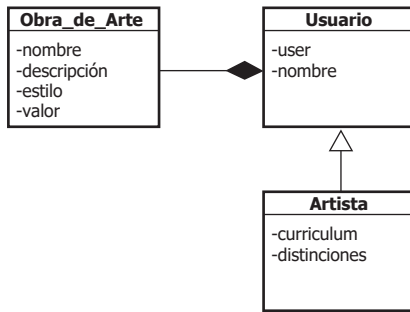 Obra_de_Arte
-nombre
-descripción
-estilo
-valor
Usuario
-user
-nombre
Artista
-curriculum
-distinciones